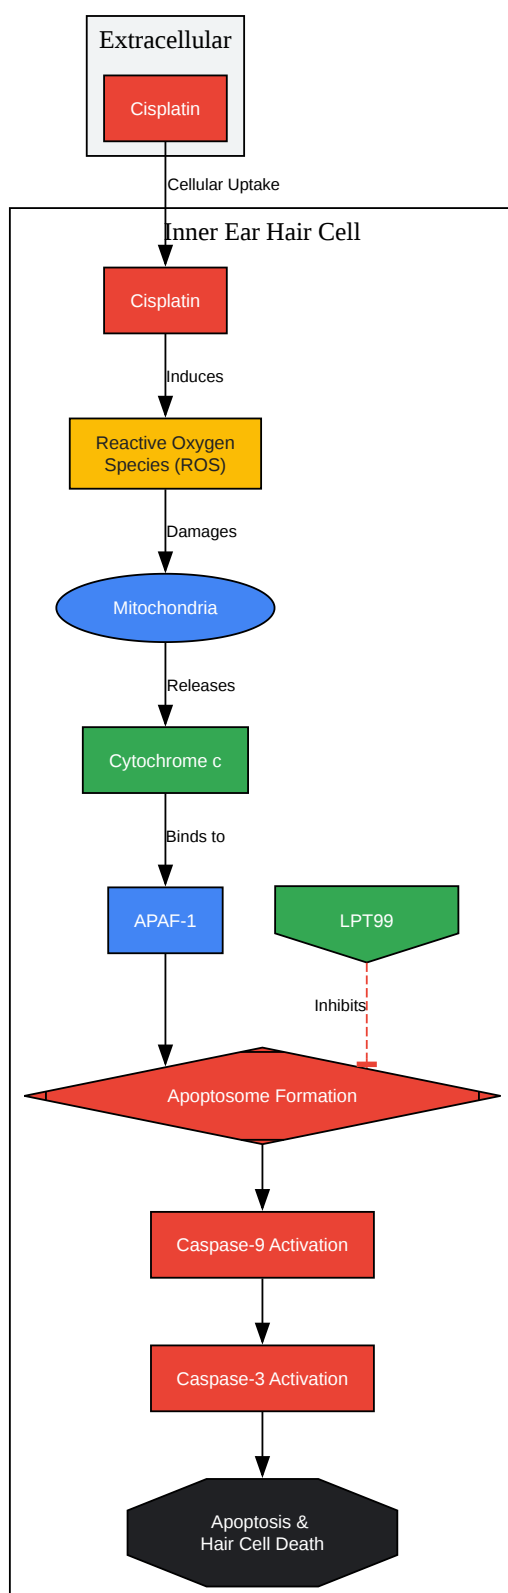 Extracellular
Cisplatin
Cellular Uptake
Inner Ear Hair Cell
Cisplatin
Induces
Reactive Oxygen
Species (ROS)
Damages
Mitochondria
Releases
Cytochrome c
Binds to
APAF-1
LPT99
Inhibits
Apoptosome Formation
Caspase-9 Activation
Caspase-3 Activation
Apoptosis &
Hair Cell Death